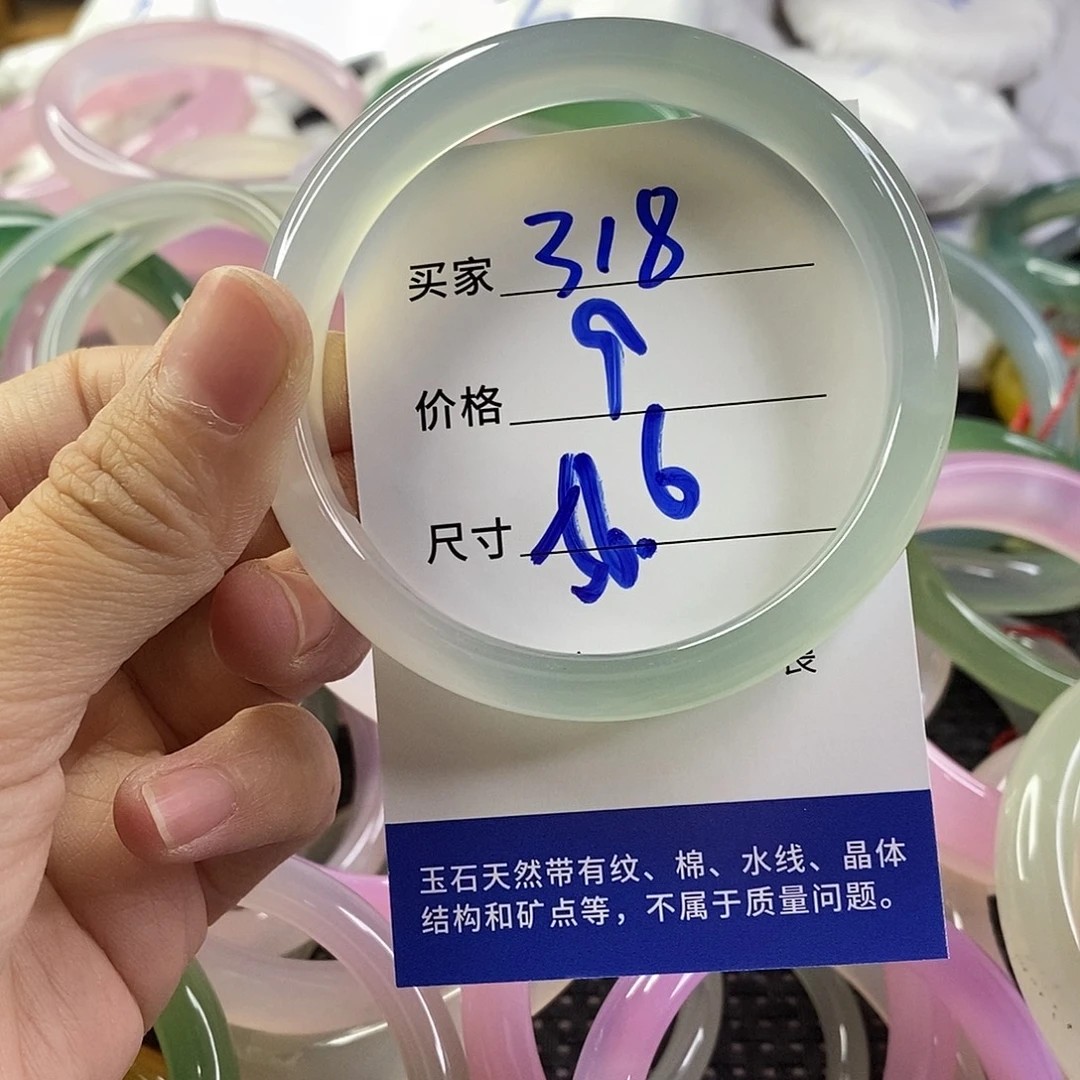 买家 318
价格 9
尺寸 56.6
玉石天然带有纹、棉、水线、晶体
结构和矿点等，不属于质量问题。